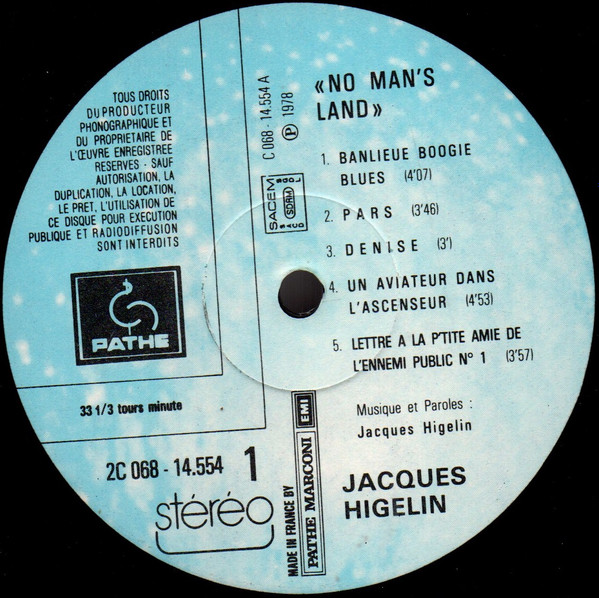 TOUS DROITS
DU PRODUCTEUR
PHONOGRAPHIQUE ET
DU PROPRIETAIRE DE
L'ŒUVRE ENREGISTREE
RESERVES - SAUF
AUTORISATION, LA
DUPLICATION, LA LOCATION,
LE PRET, L'UTILISATION DE
CE DISQUE POUR EXECUTION
PUBLIQUE ET RADIODIFFUSION
SONT INTERDITS
PATHE
33 1/3 tours minute
2C 068 - 14.554 1
stéréo
C 068 - 14.554 A
Ⓟ 1978
SACEM
SDRM
«NO MAN'S
LAND»
1. BANLIEUE BOOGIE
BLUES (4'07)
2. PARS (3'46)
3. DENISE (3')
4. UN AVIATEUR DANS
L'ASCENSEUR (4'53)
5. LETTRE A LA P'TITE AMIE DE
L'ENNEMI PUBLIC N° 1 (3'57)
Musique et Paroles :
Jacques Higelin
JACQUES
HIGELIN
MADE IN FRANCE BY
PATHE MARCONI EMI